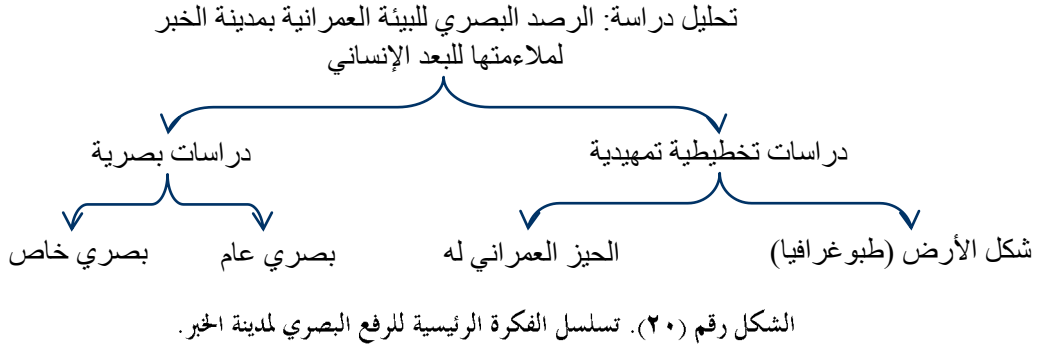 تحليل دراسة: الرصد البصري للبيئة العمرانية بمدينة الخبر
لملاءمتها للبعد الإنساني
دراسات تخطيطية تمهيدية
دراسات بصرية
شكل الأرض (طبوغرافيا)
الحيز العمراني له
بصري عام
بصري خاص
الشكل رقم (٢٠). تسلسل الفكرة الرئيسية للرفع البصري لمدينة الخبر.